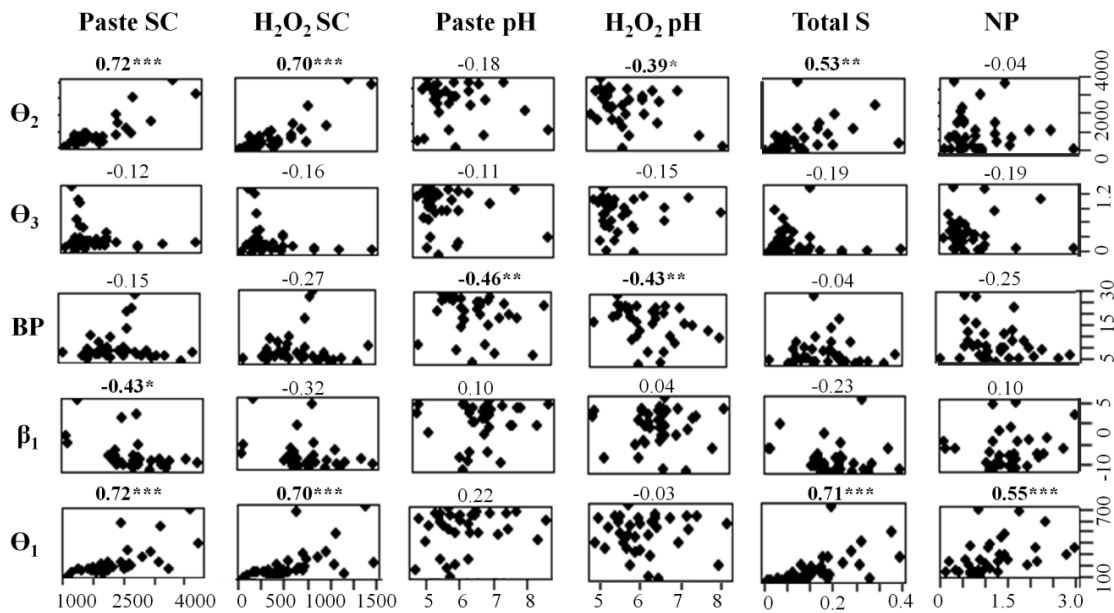 Paste SC H₂O₂ SC Paste pH H₂O₂ pH Total S NP
0.72*** 0.70*** -0.18 -0.39* 0.53** -0.04
Θ₂ 0 2000 4000
-0.12 -0.16 -0.11 -0.15 -0.19 -0.19
Θ₃ 0 1.2
-0.15 -0.27 -0.46** -0.43** -0.04 -0.25
BP 5 15 30
-0.43* -0.32 0.10 0.04 -0.23 0.10
β₁ -10 0 5
0.72*** 0.70*** 0.22 -0.03 0.71*** 0.55***
Θ₁ 100 700
1000 2500 4000 0 500 1000 1500 5 6 7 8 5 6 7 8 0 0.2 0.4 0 1.5 3.0